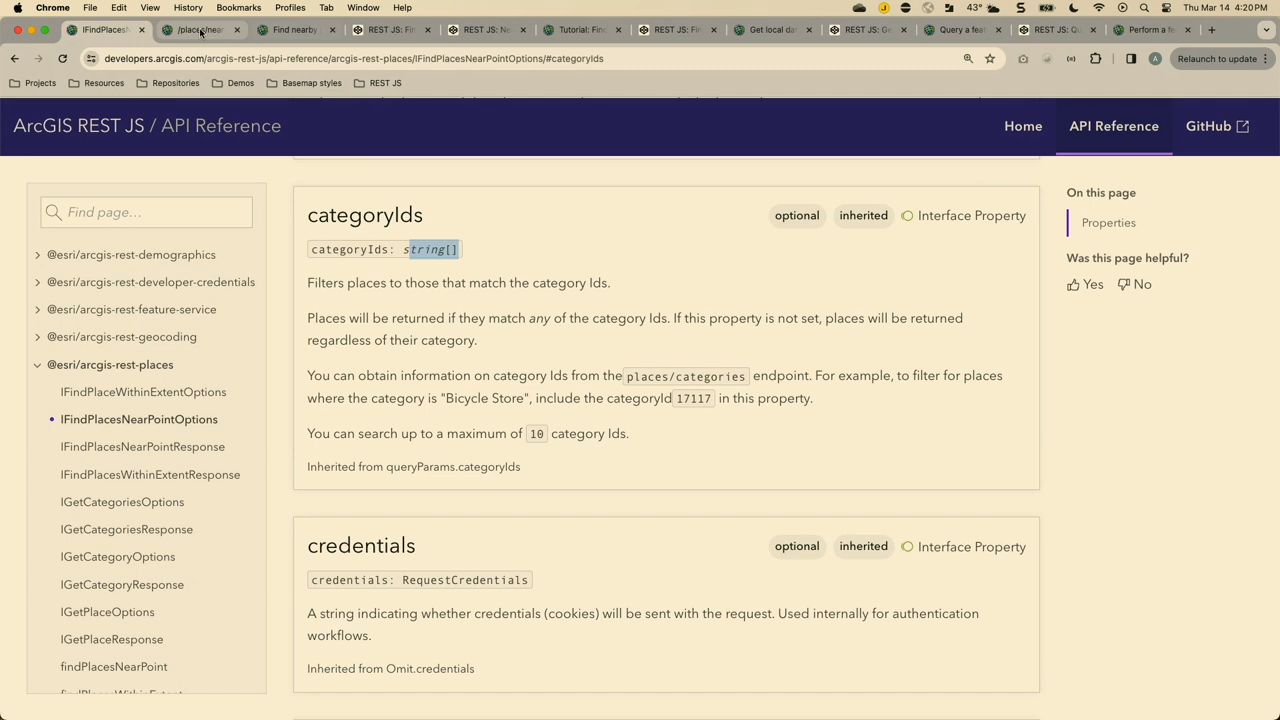 Chrome File Edit View History Bookmarks Profiles Tab Window Help 43° Thu Mar 14 4:20 PM
IFindPlacesN /places/near Find nearby REST JS: Fin REST JS: Ne Tutorial: Find REST JS: Fin Get local dat REST JS: Ge Query a feat REST JS: Qu Perform a fe
developers.arcgis.com/arcgis-rest-js/api-reference/arcgis-rest-places/IFindPlacesNearPointOptions/#categoryIds A Relaunch to update
Projects Resources Repositories Demos Basemap styles REST JS
ArcGIS REST JS / API Reference
Home API Reference GitHub
Find page…
@esri/arcgis-rest-demographics
@esri/arcgis-rest-developer-credentials
@esri/arcgis-rest-feature-service
@esri/arcgis-rest-geocoding
@esri/arcgis-rest-places
IFindPlaceWithinExtentOptions
IFindPlacesNearPointOptions
IFindPlacesNearPointResponse
IFindPlacesWithinExtentResponse
IGetCategoriesOptions
IGetCategoriesResponse
IGetCategoryOptions
IGetCategoryResponse
IGetPlaceOptions
IGetPlaceResponse
findPlacesNearPoint
findPlacesWithinExtent
categoryIds optional inherited Interface Property
categoryIds: string[]
Filters places to those that match the category Ids.
Places will be returned if they match any of the category Ids. If this property is not set, places will be returned
regardless of their category.
You can obtain information on category Ids from the places/categories endpoint. For example, to filter for places
where the category is "Bicycle Store", include the categoryId 17117 in this property.
You can search up to a maximum of 10 category Ids.
Inherited from queryParams.categoryIds
credentials optional inherited Interface Property
credentials: RequestCredentials
A string indicating whether credentials (cookies) will be sent with the request. Used internally for authentication
workflows.
Inherited from Omit.credentials
On this page
Properties
Was this page helpful?
Yes No